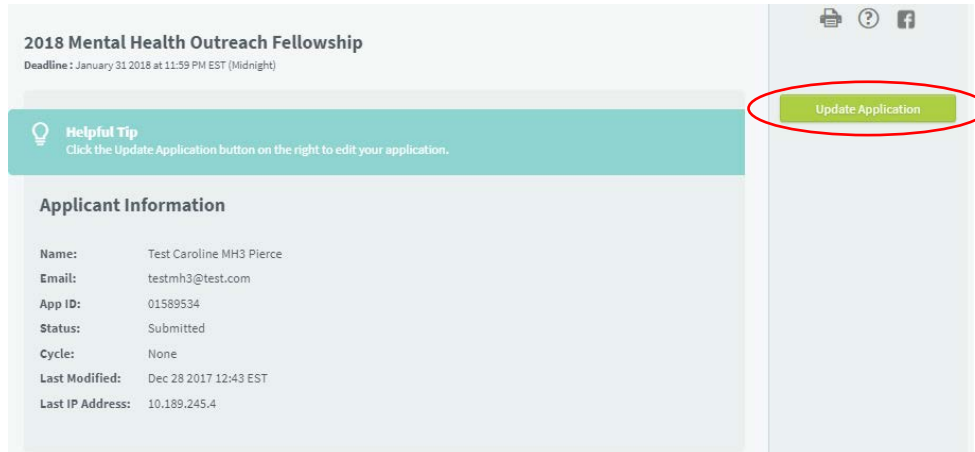 2018 Mental Health Outreach Fellowship
Deadline : January 31 2018 at 11:59 PM EST (Midnight)
Update Application
Helpful Tip
Click the Update Application button on the right to edit your application.
Applicant Information
Name: Test Caroline MH3 Pierce
Email: testmh3@test.com
App ID: 01589534
Status: Submitted
Cycle: None
Last Modified: Dec 28 2017 12:43 EST
Last IP Address: 10.189.245.4